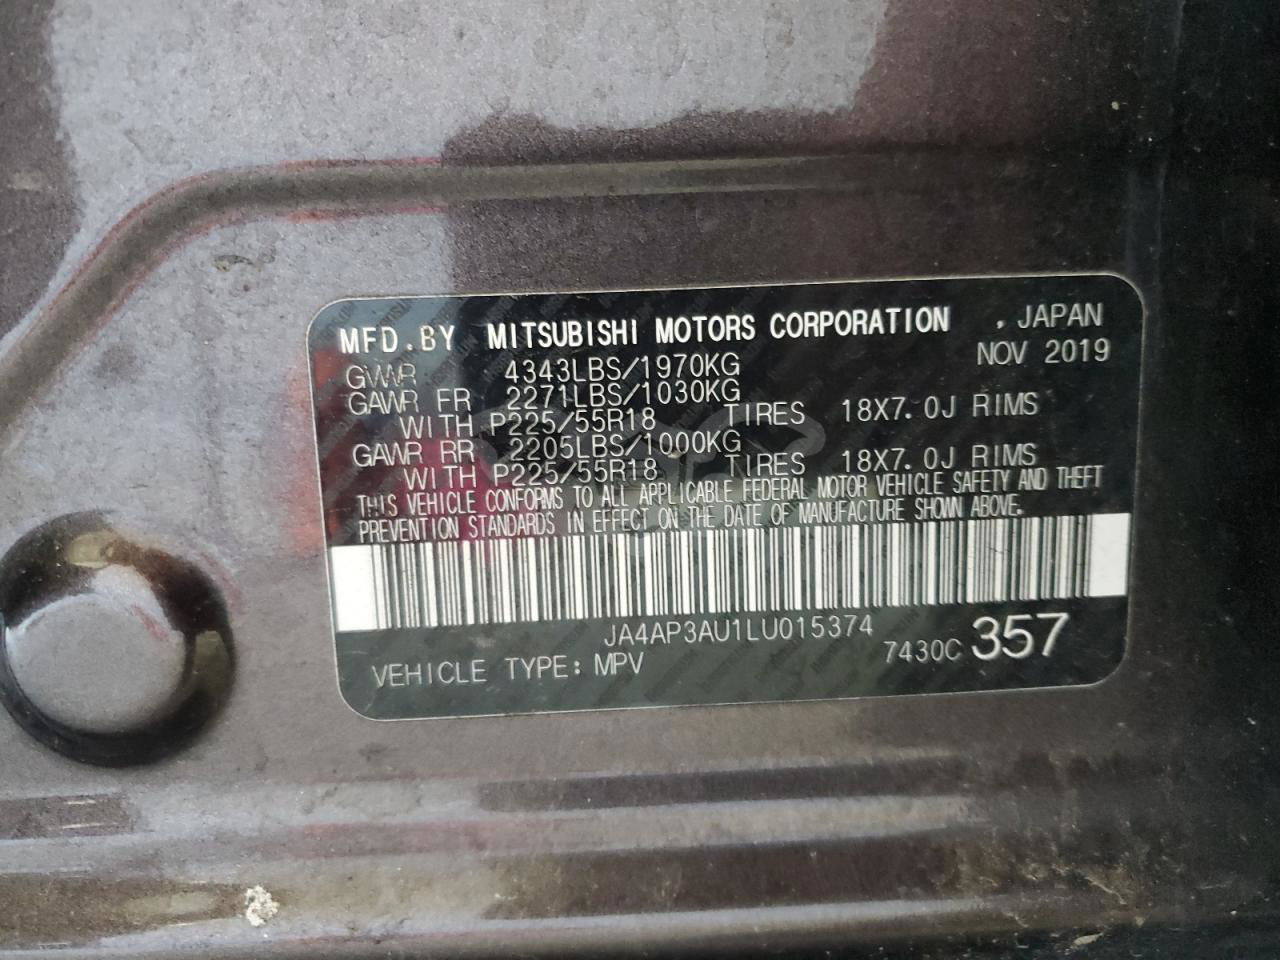 MFD.BY MITSUBISHI MOTORS CORPORATION , JAPAN
NOV 2019
GVWR 4343LBS/1970KG
GAWR FR 2271LBS/1030KG
WITH P225/55R18 TIRES 18X7.0J RIMS
GAWR RR 2205LBS/1000KG
WITH P225/55R18 TIRES 18X7.0J RIMS
THIS VEHICLE CONFORMS TO ALL APPLICABLE FEDERAL MOTOR VEHICLE SAFETY AND THEFT
PREVENTION STANDARDS IN EFFECT ON THE DATE OF MANUFACTURE SHOWN ABOVE.
JA4AP3AU1LU015374
VEHICLE TYPE: MPV 7430C 357